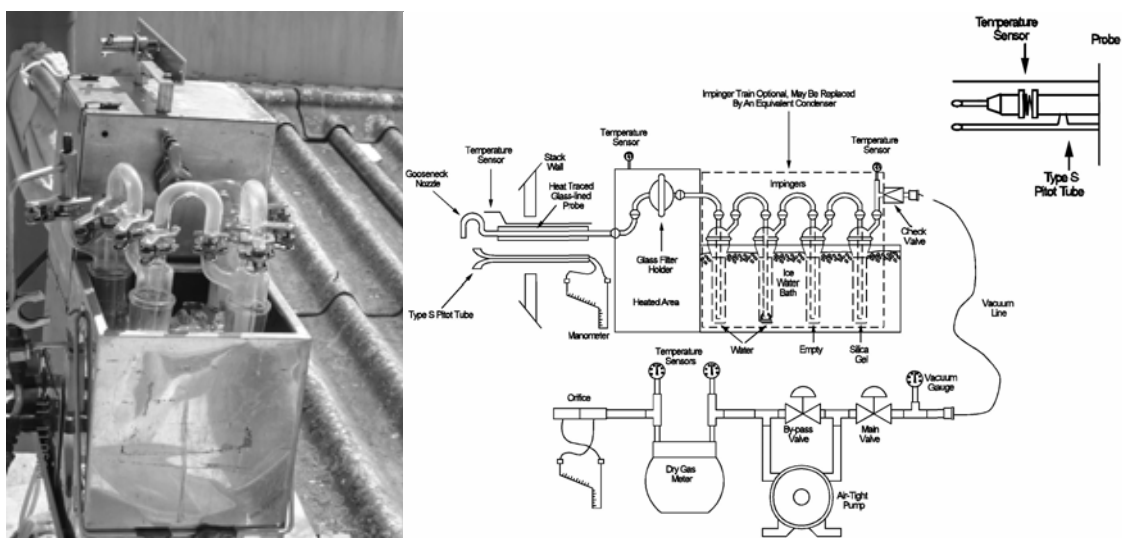 Temperature
Sensor
Probe
Type S
Pitot Tube
Impinger Train Optional, May Be Replaced
By An Equivalent Condenser
Temperature
Sensor
Temperature
Sensor
Temperature
Sensor
Stack
Wall
Gooseneck
Nozzle
Heat Traced
Glass-lined
Probe
Impingers
Check
Valve
Glass Filter
Holder
Ice
Water
Bath
Heated Area
Type S Pitot Tube
Manometer
Water
Empty
Silica
Gel
Vacuum
Line
Temperature
Sensors
Vacuum
Gauge
Orifice
By-pass
Valve
Main
Valve
Dry Gas
Meter
Air-Tight
Pump